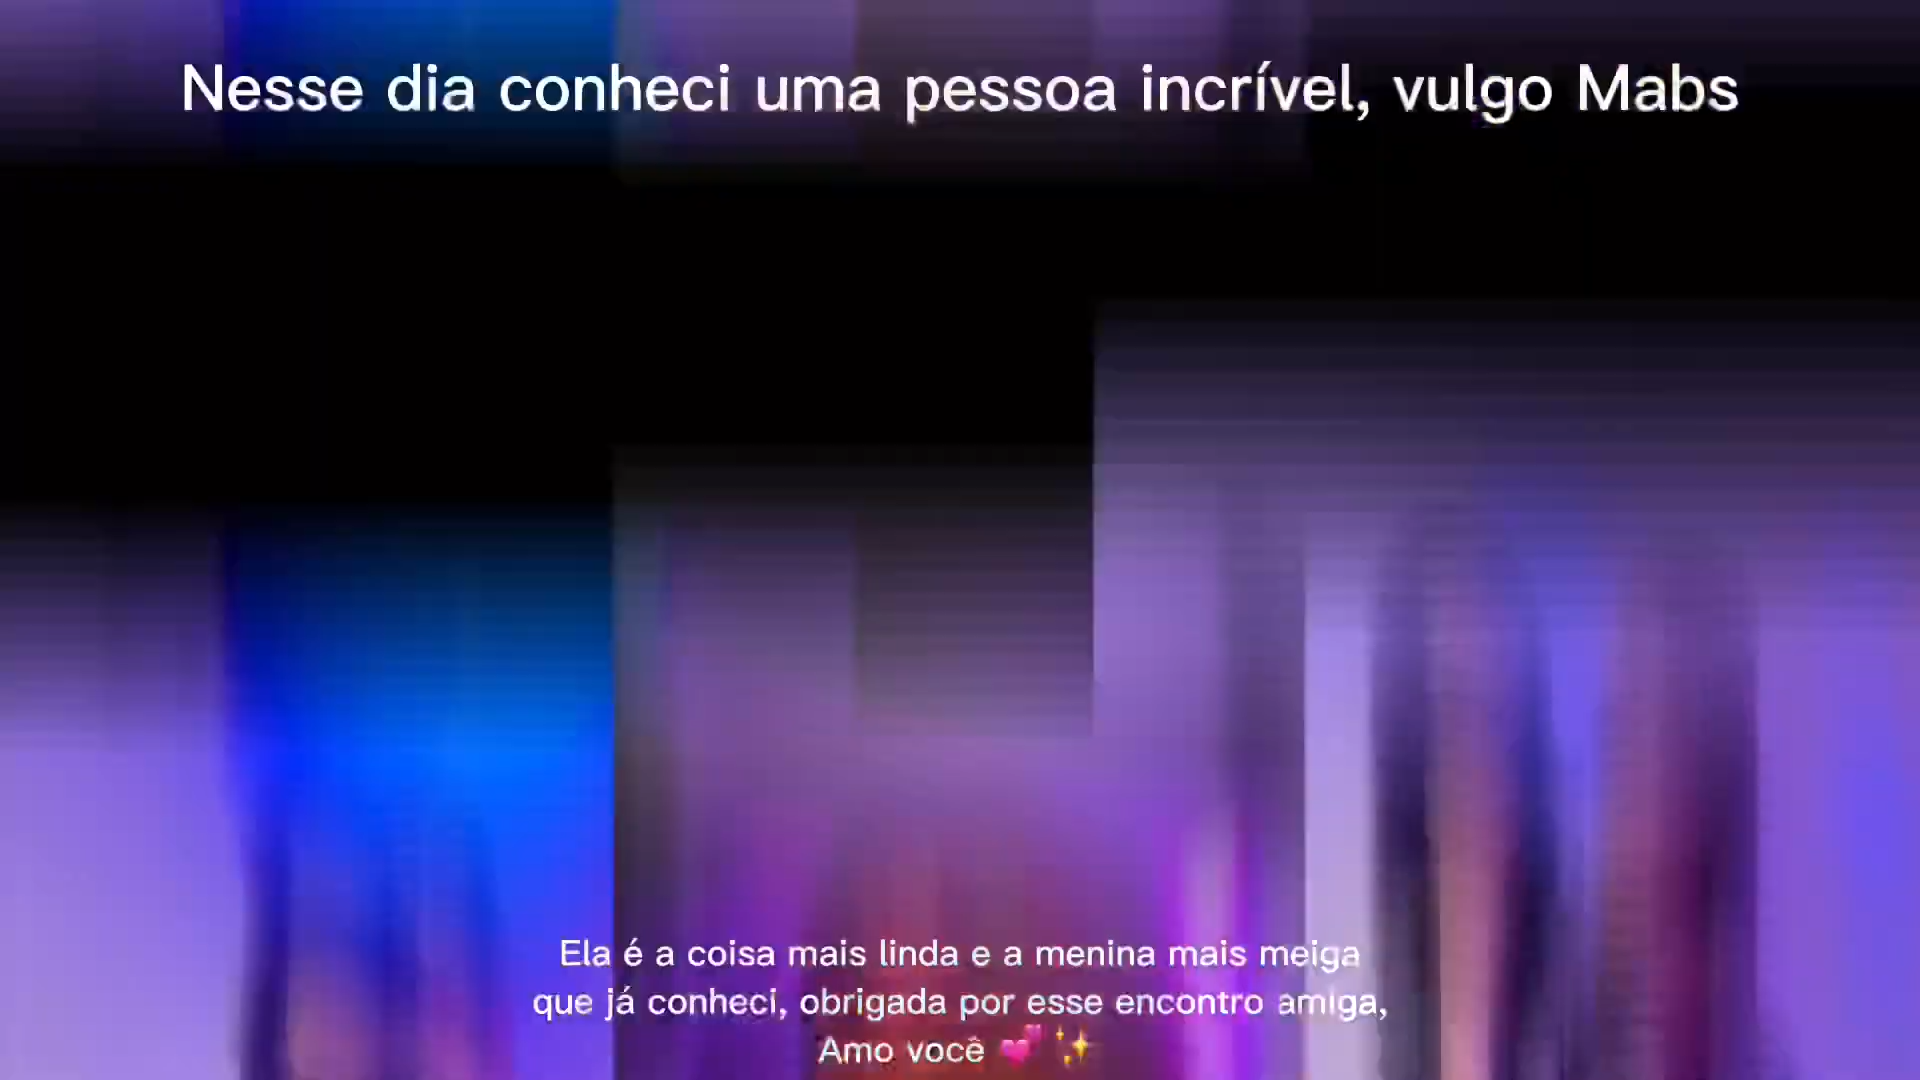 Nesse dia conheci uma pessoa incrível, vulgo Mabs
Ela é a coisa mais linda e a menina mais meiga
que já conheci, obrigada por esse encontro amiga,
Amo você 💕✨